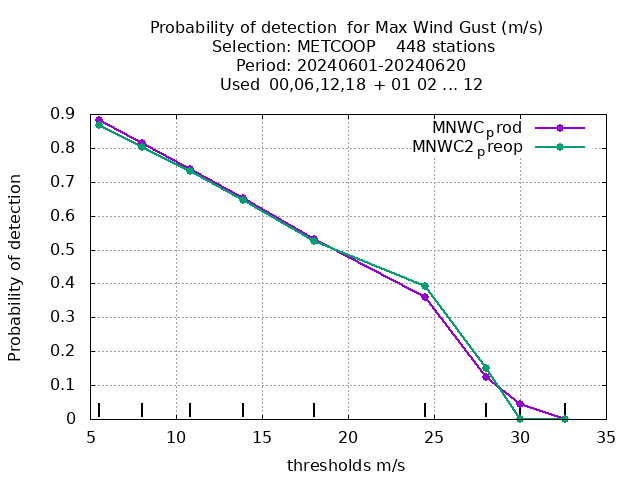 Probability of detection  for Max Wind Gust (m/s)
Selection: METCOOP    448 stations
Period: 20240601-20240620
Used  00,06,12,18  + 01 02 ... 12
MNWCprod
MNWC2preop
Probability of detection
0.9
0.8
0.7
0.6
0.5
0.4
0.3
0.2
0.1
0
5 10 15 20 25 30 35
thresholds m/s